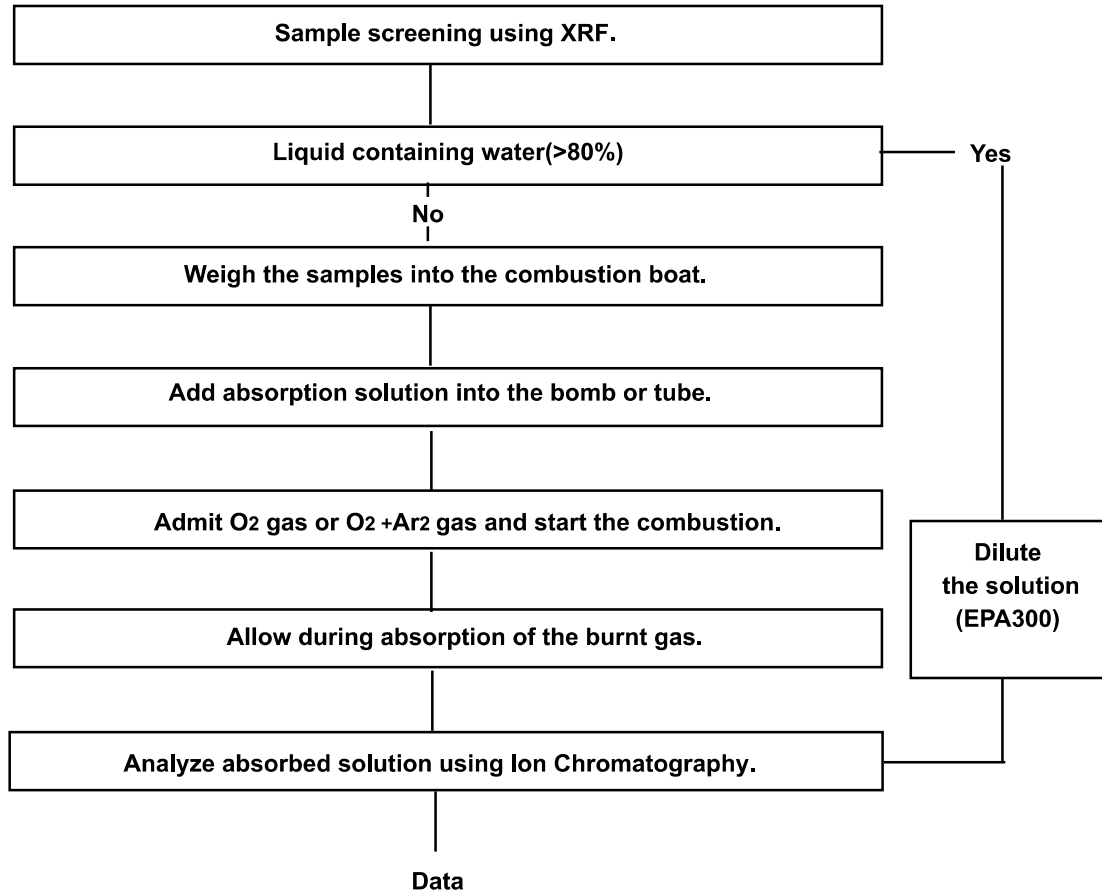 Sample screening using XRF.
Liquid containing water(>80%)
Yes
No
Weigh the samples into the combustion boat.
Add absorption solution into the bomb or tube.
Admit O2 gas or O2 +Ar2 gas and start the combustion.
Dilute
the solution
(EPA300)
Allow during absorption of the burnt gas.
Analyze absorbed solution using Ion Chromatography.
Data